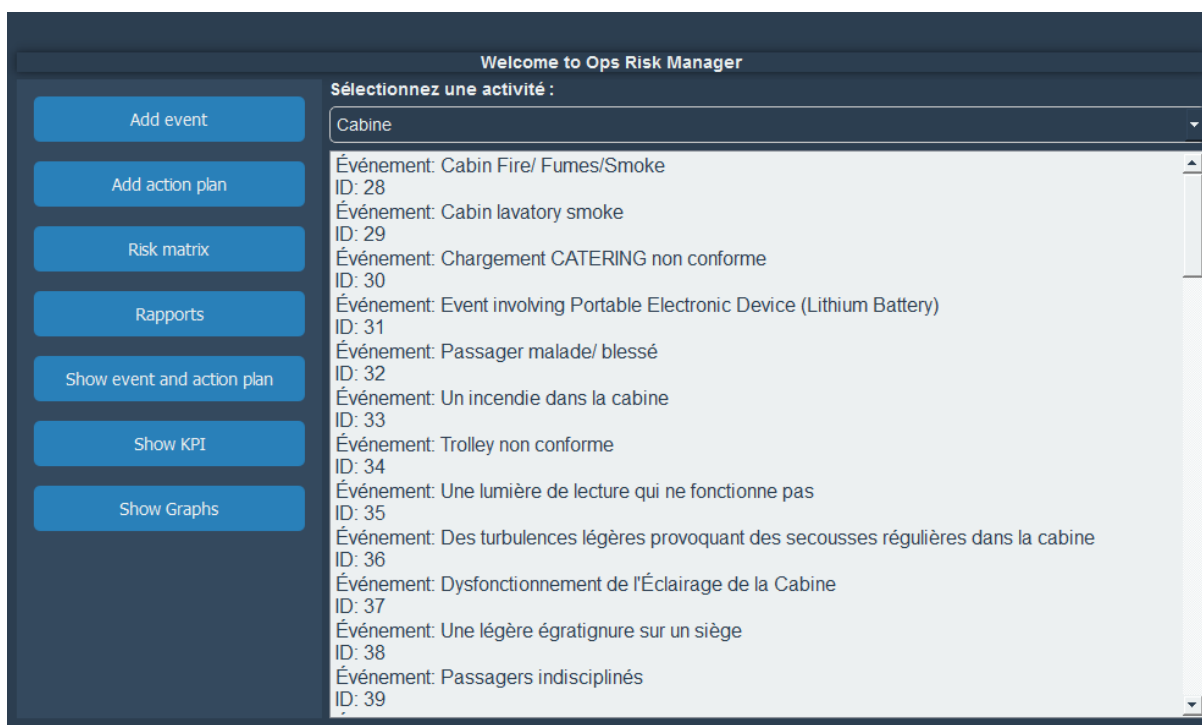 Welcome to Ops Risk Manager
Add event
Add action plan
Risk matrix
Rapports
Show event and action plan
Show KPI
Show Graphs
Sélectionnez une activité :
Cabine
Événement: Cabin Fire/ Fumes/Smoke
ID: 28
Événement: Cabin lavatory smoke
ID: 29
Événement: Chargement CATERING non conforme
ID: 30
Événement: Event involving Portable Electronic Device (Lithium Battery)
ID: 31
Événement: Passager malade/ blessé
ID: 32
Événement: Un incendie dans la cabine
ID: 33
Événement: Trolley non conforme
ID: 34
Événement: Une lumière de lecture qui ne fonctionne pas
ID: 35
Événement: Des turbulences légères provoquant des secousses régulières dans la cabine
ID: 36
Événement: Dysfonctionnement de l'Éclairage de la Cabine
ID: 37
Événement: Une légère égratignure sur un siège
ID: 38
Événement: Passagers indisciplinés
ID: 39